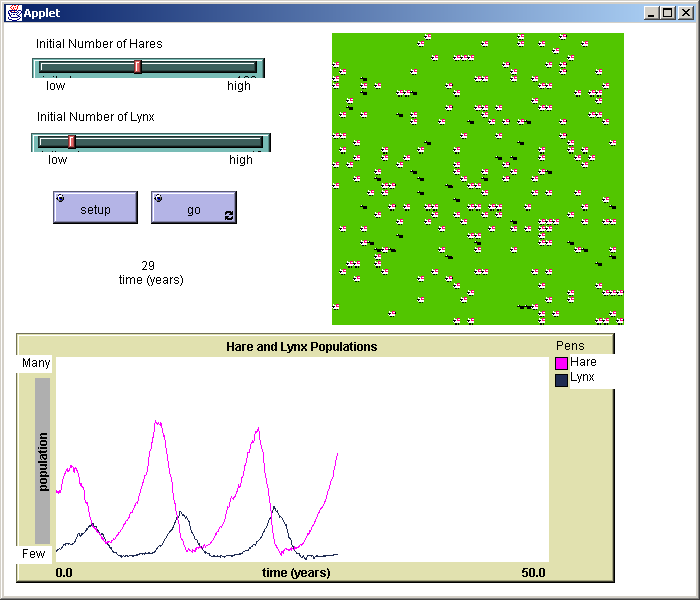 Applet
Initial Number of Hares
low high
Initial Number of Lynx
low high
setup go
29
time (years)
Hare and Lynx Populations
Pens
Many
Hare
Lynx
population
Few
0.0 time (years) 50.0